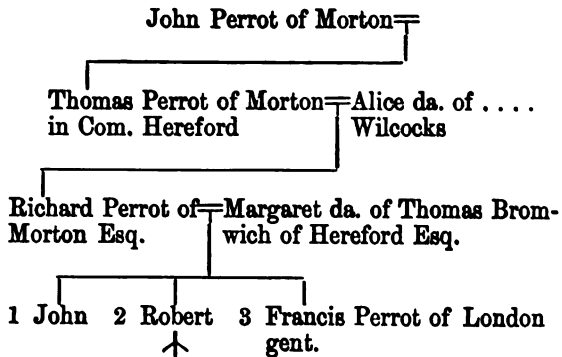 John Perrot of Morton
Thomas Perrot of Morton Alice da. of . . . .
in Com. Hereford Wilcocks
Richard Perrot of Margaret da. of Thomas Brom-
Morton Esq. wich of Hereford Esq.
1 John 2 Robert 3 Francis Perrot of London
gent.